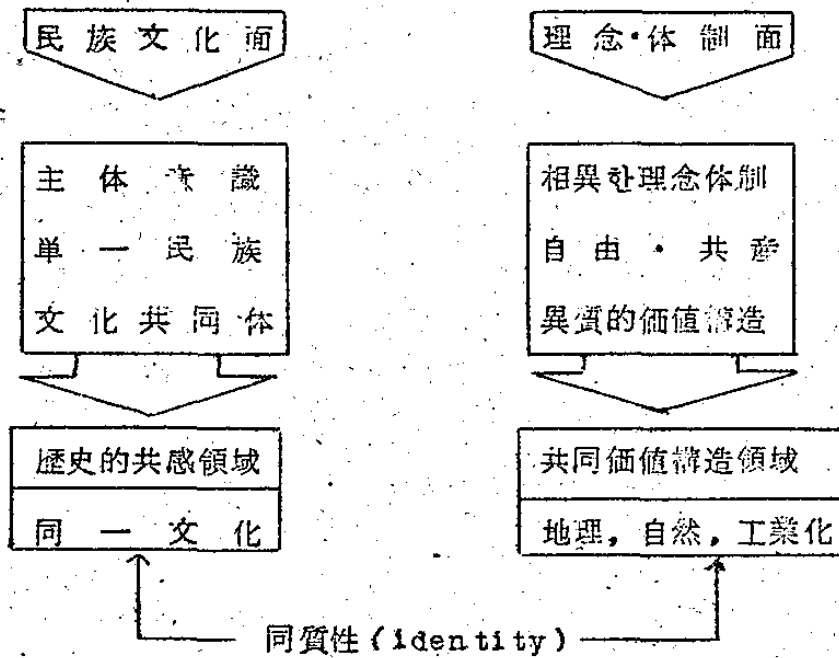 民族文化面
主体意識
単一民族
文化共同体
歴史的共感領域
同一文化
理念·体制面
相異한理念体制
自由·共産
異質的価値構造
共同価値構造領域
地理, 自然, 工業化
同質性 (identity)